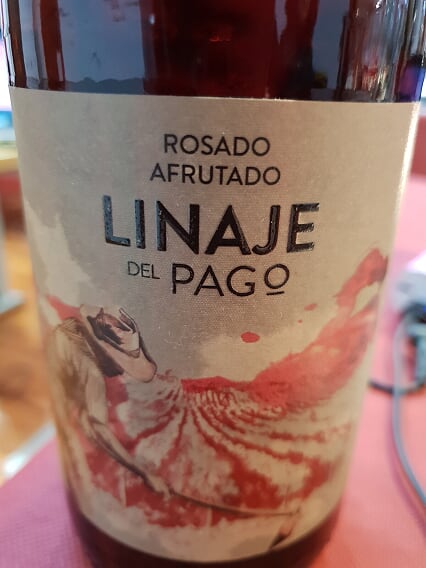 ROSADO
AFRUTADO
LINAJE
DEL PAGO